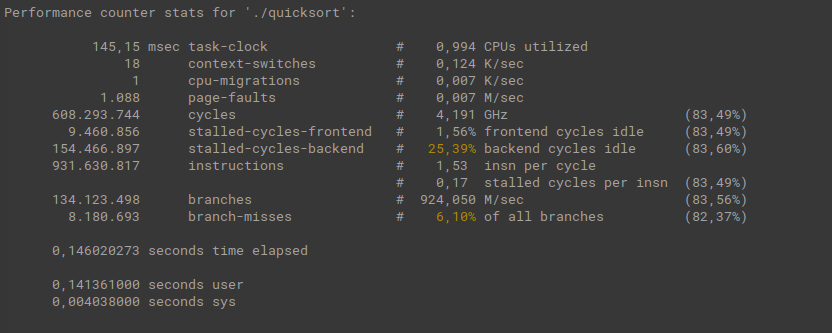 Performance counter stats for './quicksort':
145,15 msec task-clock # 0,994 CPUs utilized
18 context-switches # 0,124 K/sec
1 cpu-migrations # 0,007 K/sec
1.088 page-faults # 0,007 M/sec
608.293.744 cycles # 4,191 GHz (83,49%)
9.460.856 stalled-cycles-frontend # 1,56% frontend cycles idle (83,49%)
154.466.897 stalled-cycles-backend # 25,39% backend cycles idle (83,60%)
931.630.817 instructions # 1,53 insn per cycle
# 0,17 stalled cycles per insn (83,49%)
134.123.498 branches # 924,050 M/sec (83,56%)
8.180.693 branch-misses # 6,10% of all branches (82,37%)
0,146020273 seconds time elapsed
0,141361000 seconds user
0,004038000 seconds sys